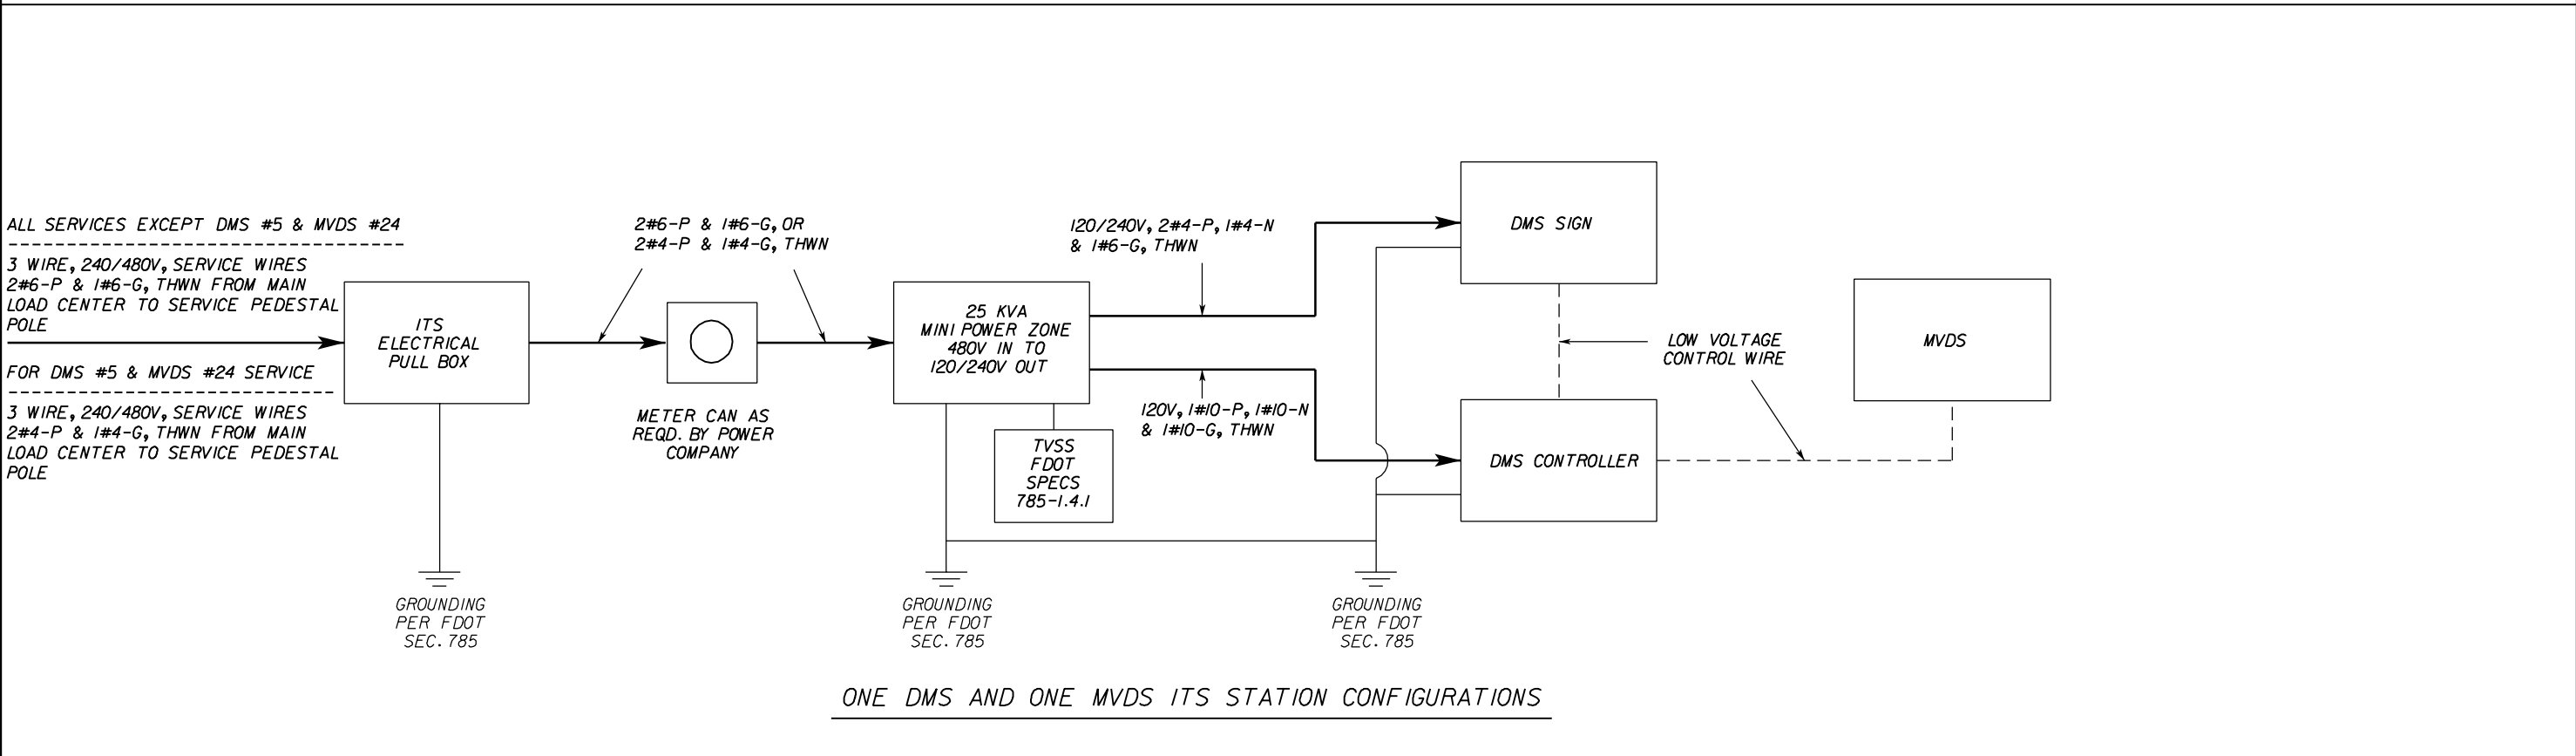 ALL SERVICES EXCEPT DMS #5 & MVDS #24
3 WIRE, 240/480V, SERVICE WIRES
2#6-P & 1#6-G, THWN FROM MAIN
LOAD CENTER TO SERVICE PEDESTAL
POLE
FOR DMS #5 & MVDS #24 SERVICE
3 WIRE, 240/480V, SERVICE WIRES
2#4-P & 1#4-G, THWN FROM MAIN
LOAD CENTER TO SERVICE PEDESTAL
POLE
ITS
ELECTRICAL
PULL BOX
GROUNDING
PER FDOT
SEC. 785
2#6-P & 1#6-G, OR
2#4-P & 1#4-G, THWN
METER CAN AS
REQD. BY POWER
COMPANY
25 KVA
MINI POWER ZONE
480V IN TO
120/240V OUT
TVSS
FDOT
SPECS
785-1.4.1
GROUNDING
PER FDOT
SEC. 785
120/240V, 2#4-P, 1#4-N
& 1#6-G, THWN
120V, 1#10-P, 1#10-N
& 1#10-G, THWN
GROUNDING
PER FDOT
SEC. 785
DMS SIGN
DMS CONTROLLER
LOW VOLTAGE
CONTROL WIRE
MVDS
ONE DMS AND ONE MVDS ITS STATION CONFIGURATIONS